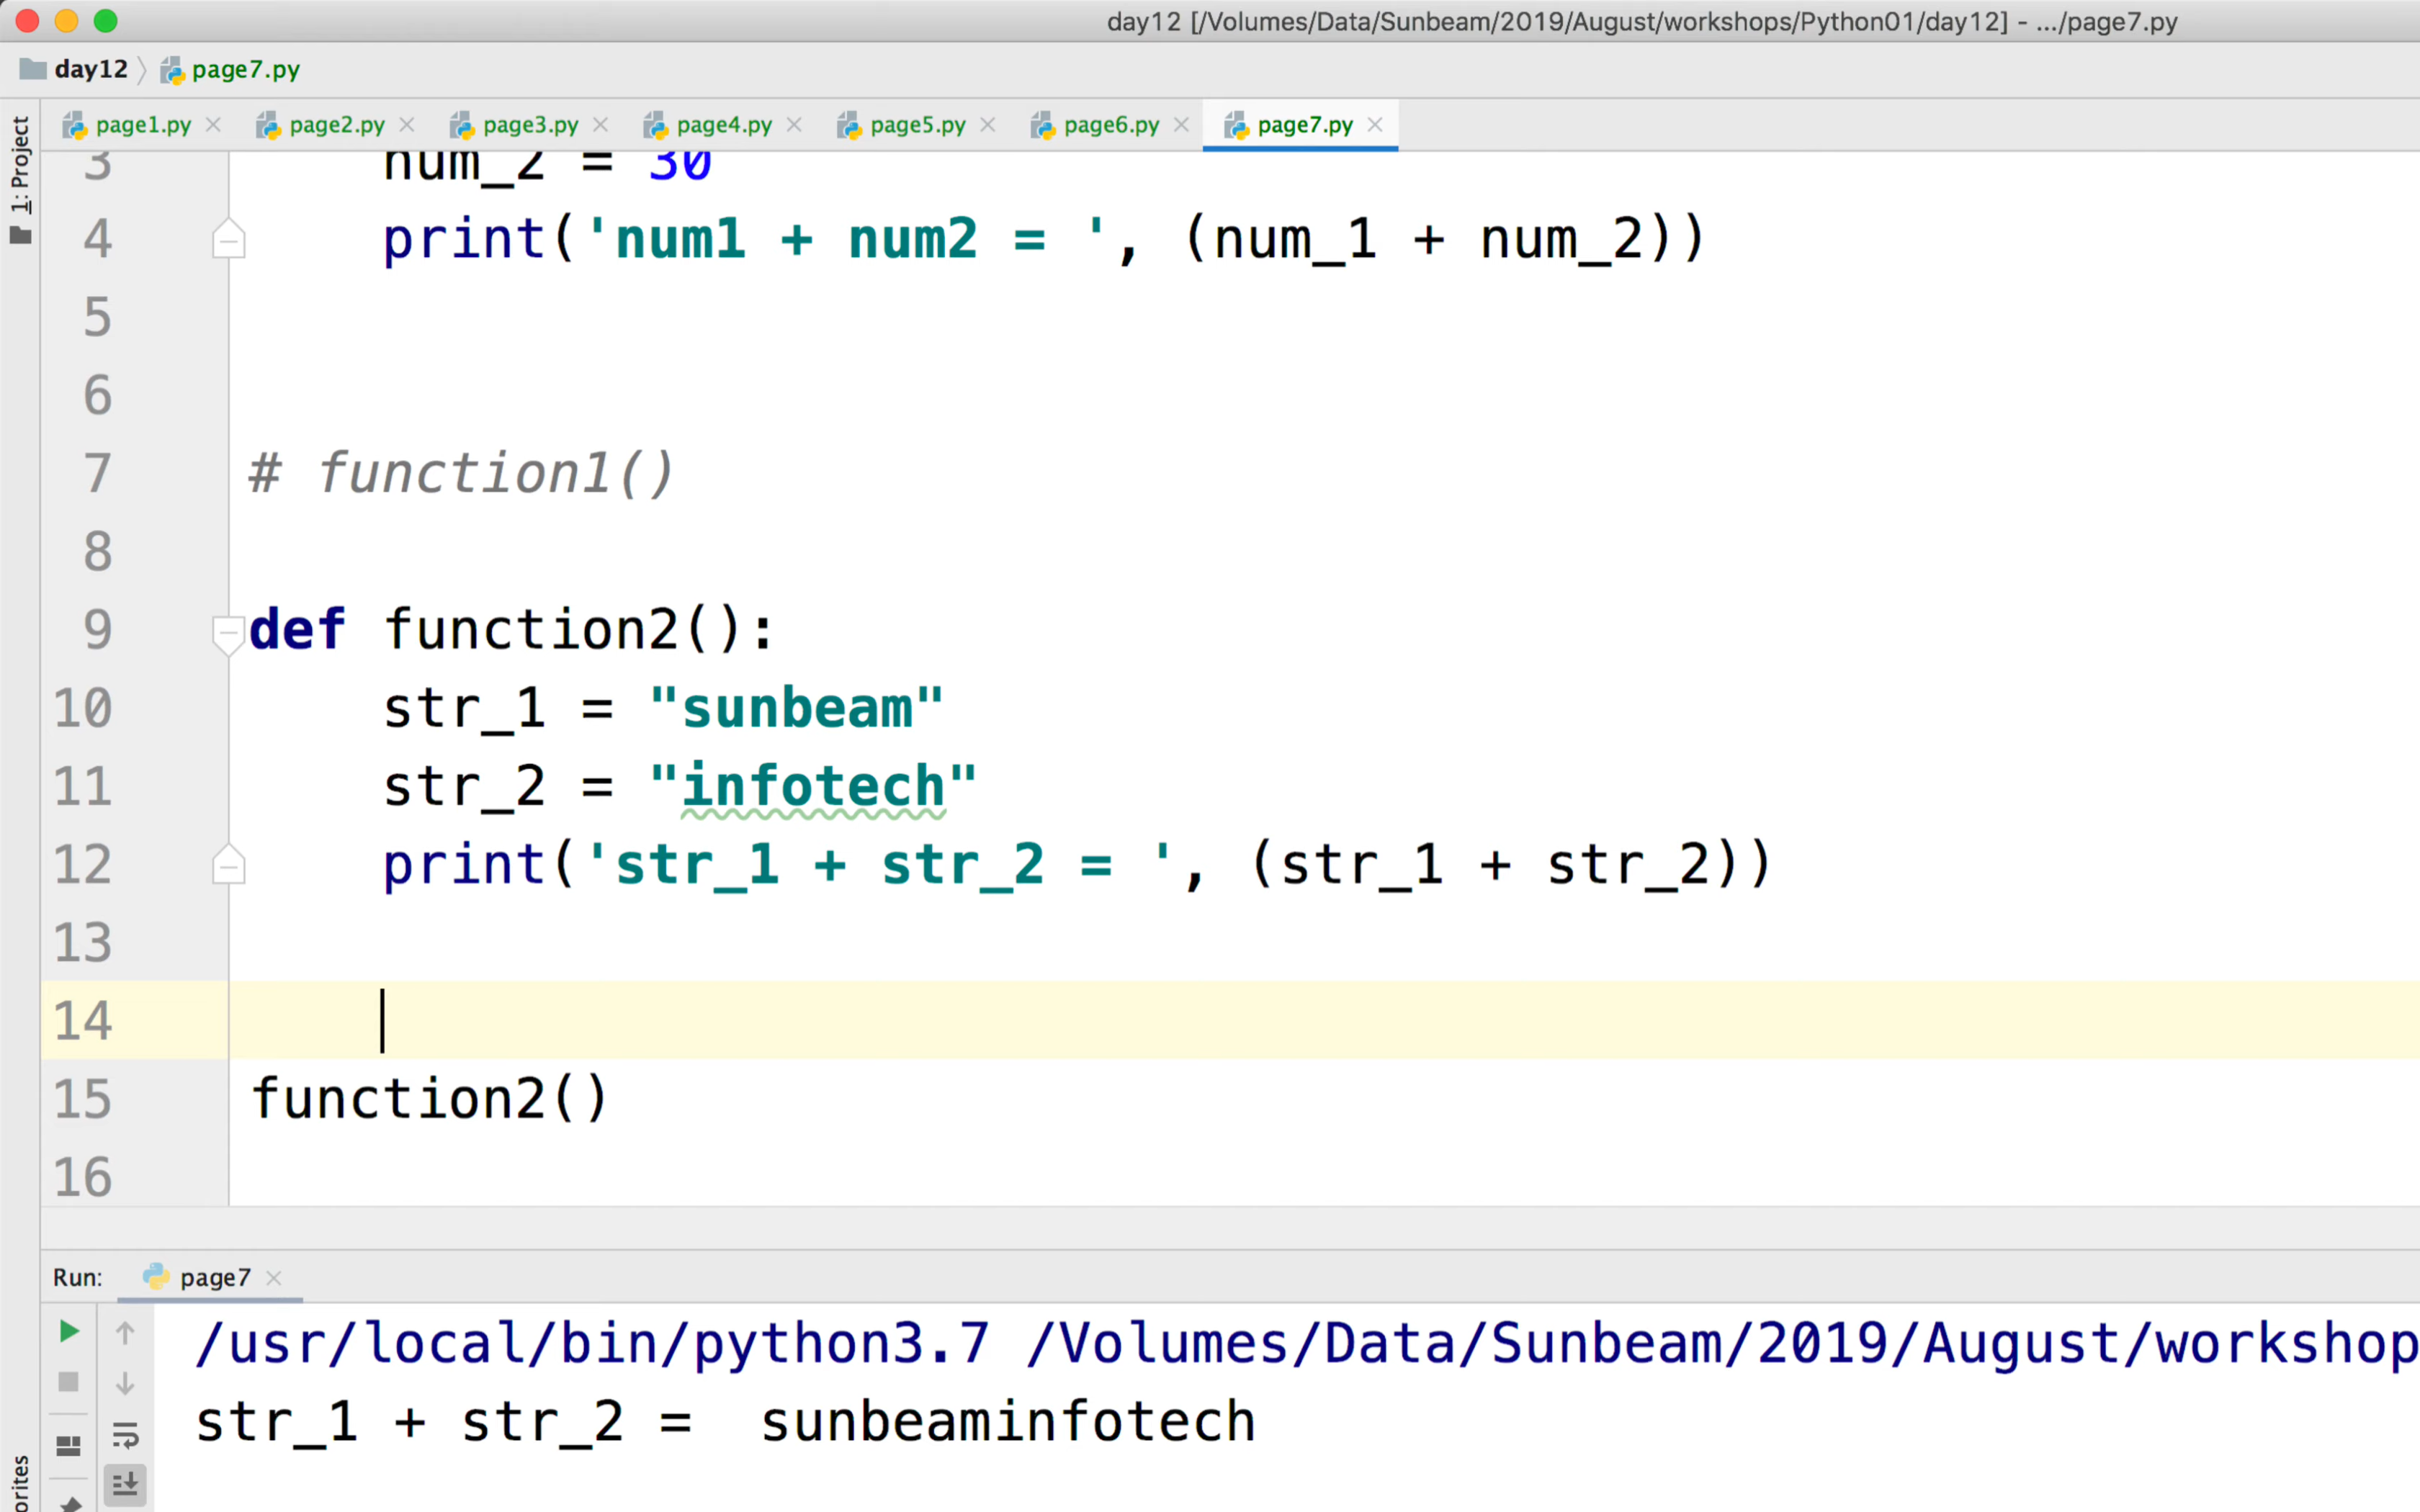 day12 [/Volumes/Data/Sunbeam/2019/August/workshops/Python01/day12] - .../page7.py
day12 page7.py
page1.py page2.py page3.py page4.py page5.py page6.py page7.py
1: Project
3 num_2 = 30
4 print('num1 + num2 = ', (num_1 + num_2))
5
6
7 # function1()
8
9 def function2():
10 str_1 = "sunbeam"
11 str_2 = "infotech"
12 print('str_1 + str_2 = ', (str_1 + str_2))
13
14
15 function2()
16
Run: page7
/usr/local/bin/python3.7 /Volumes/Data/Sunbeam/2019/August/workshop
str_1 + str_2 =  sunbeaminfotech